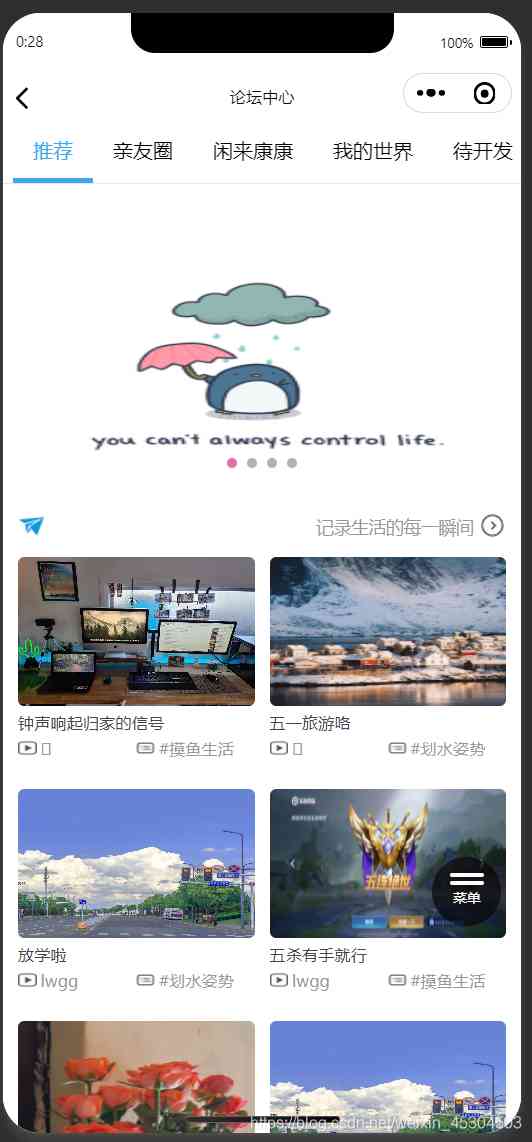 0:28
100%
论坛中心
推荐 亲友圈 闲来康康 我的世界 待开发
you can't always control life.
记录生活的每一瞬间
钟声响起归家的信号
五一旅游咯
#摸鱼生活
#划水姿势
五连绝世
菜单
放学啦
五杀有手就行
lwgg #划水姿势
lwgg #摸鱼生活
https://blog.csdn.net/weixin_45304503